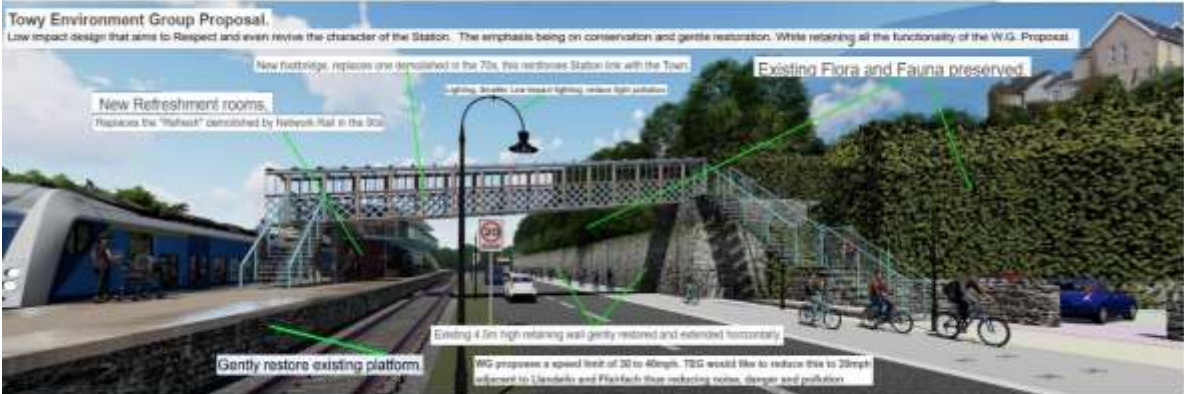 Towy Environment Group Proposal.
Low impact design that aims to Respect and even revive the character of the Station. The emphasis being on conservation and gentle restoration. While retaining all the functionality of the W.G. Proposal.
New footbridge, replaces one demolished in the 70s, this reinforces Station link with the Town
Existing Flora and Fauna preserved.
Lighting, Smaller Low impact lighting, reduce light pollution
New Refreshment rooms.
Replaces the "Refresh" demolished by Network Rail in the
20
Existing 4.5m high retaining wall gently restored and extended horizontally.
Gently restore existing platform.
WG proposes a speed limit of 30 to 40mph. TEG would like to reduce this to 20mph
adjacent to Llandeilo and Ffairfach thus reducing noise, danger and pollution